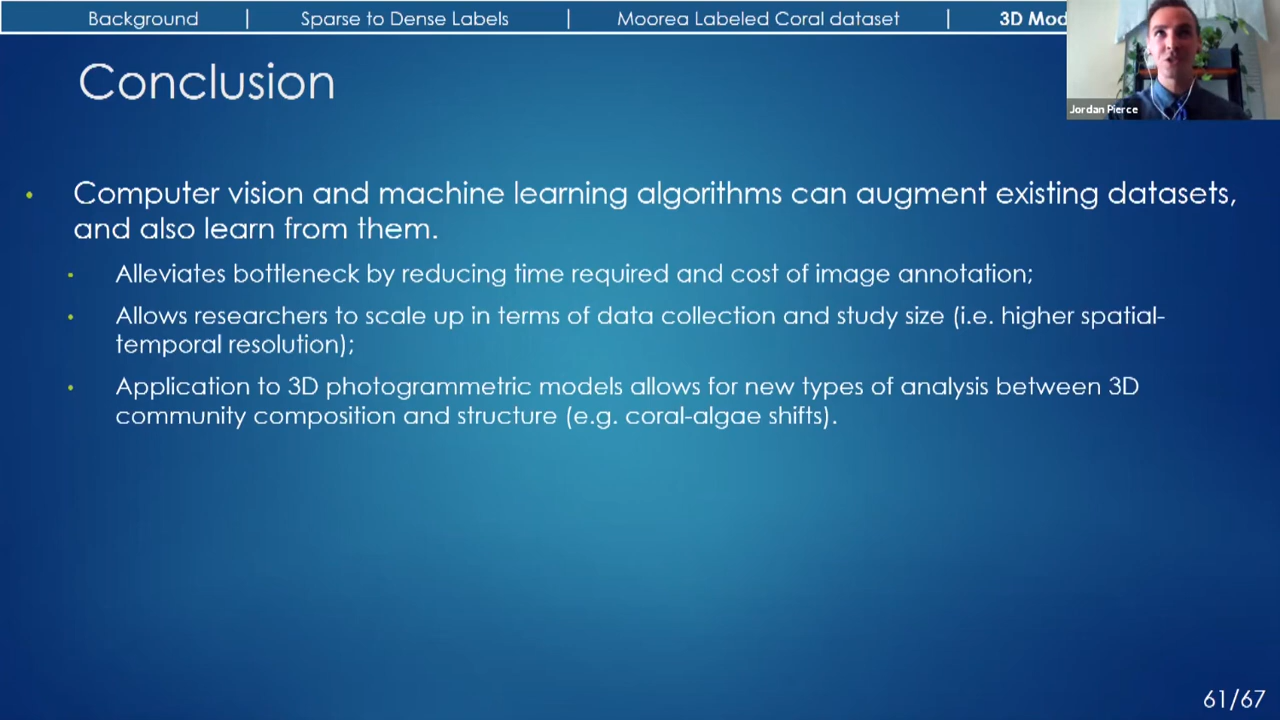 Background | Sparse to Dense Labels | Moorea Labeled Coral dataset | 3D Mod
Jordan Pierce
Conclusion
• Computer vision and machine learning algorithms can augment existing datasets,
and also learn from them.
• Alleviates bottleneck by reducing time required and cost of image annotation;
• Allows researchers to scale up in terms of data collection and study size (i.e. higher spatial-
temporal resolution);
• Application to 3D photogrammetric models allows for new types of analysis between 3D
community composition and structure (e.g. coral-algae shifts).
61/67